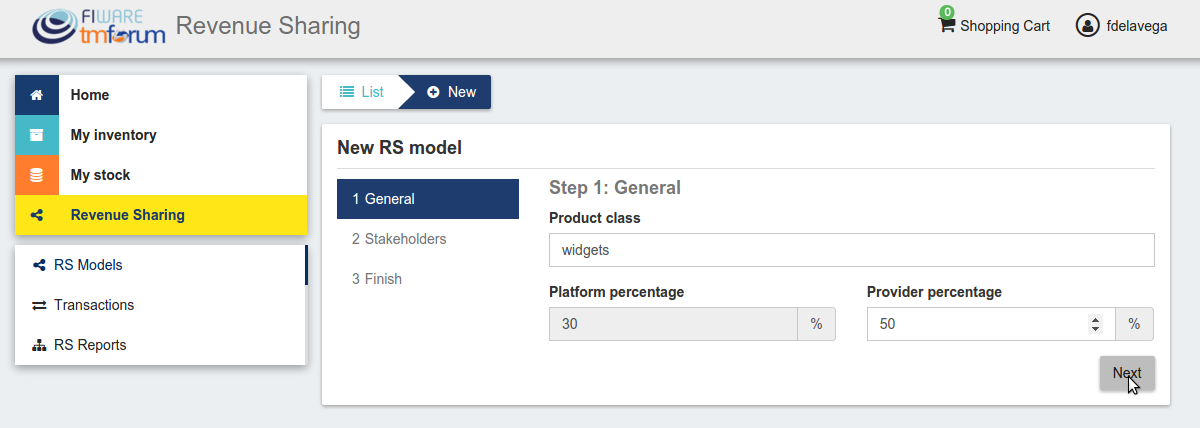 FIWARE
tmforum
Revenue Sharing
0
Shopping Cart
fdelavega
Home
My inventory
My stock
Revenue Sharing
RS Models
Transactions
RS Reports
List
New
New RS model
1 General
2 Stakeholders
3 Finish
Step 1: General
Product class
widgets
Platform percentage
Provider percentage
30 %
50 %
Next